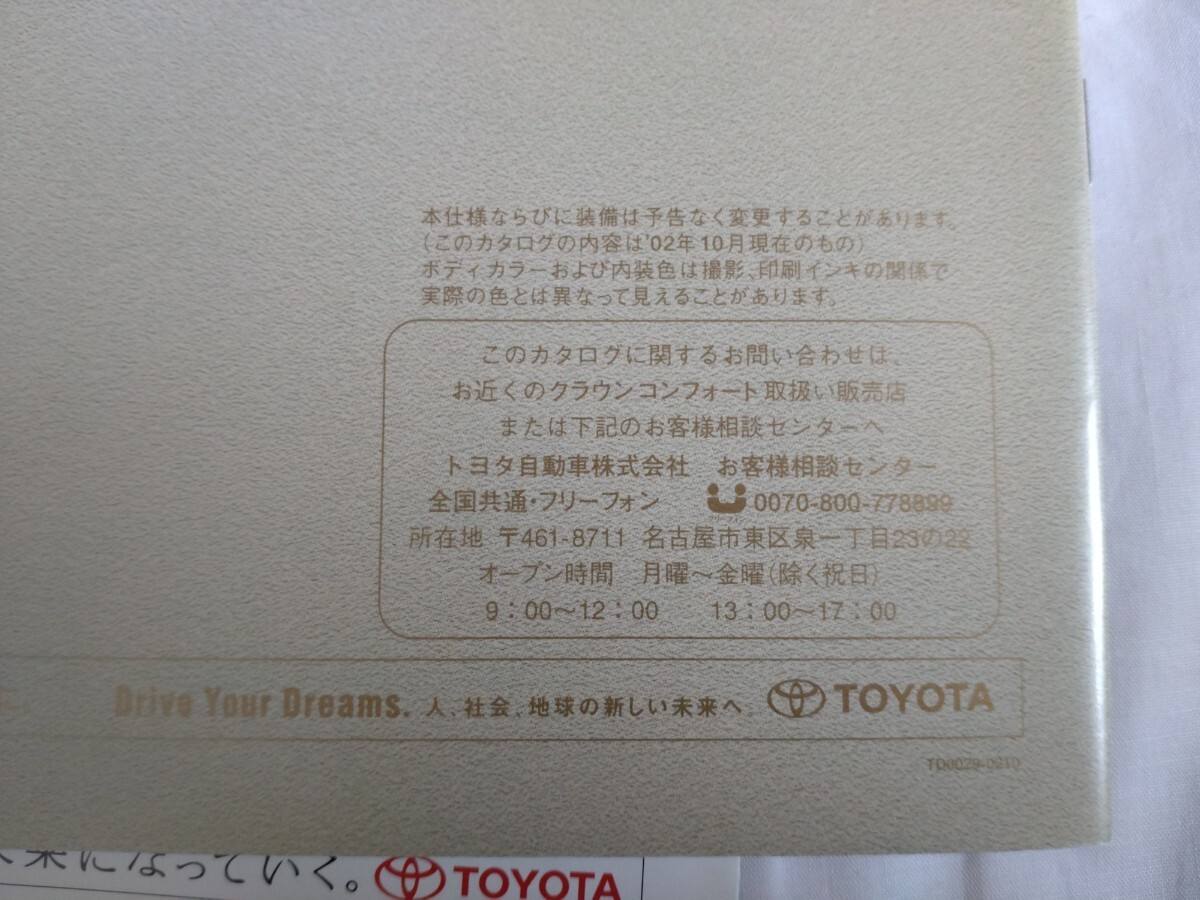 本仕様ならびに装備は予告なく変更することがあります。
(このカタログの内容は'02年10月現在のもの)
ボディカラーおよび内装色は撮影、印刷インキの関係で
実際の色とは異なって見えることがあります。
このカタログに関するお問い合わせは、
お近くのクラウンコンフォート取扱い販売店
または下記のお客様相談センターへ
トヨタ自動車株式会社 お客様相談センター
全国共通・フリーフォン 0070-800-778899
所在地 〒461-8711 名古屋市東区泉一丁目23の22
オープン時間 月曜～金曜(除く祝日)
9:00～12:00 13:00～17:00
Drive Your Dreams. 人、社会、地球の新しい未来へ。 TOYOTA
TD0029-0210
になっていく。 TOYOTA